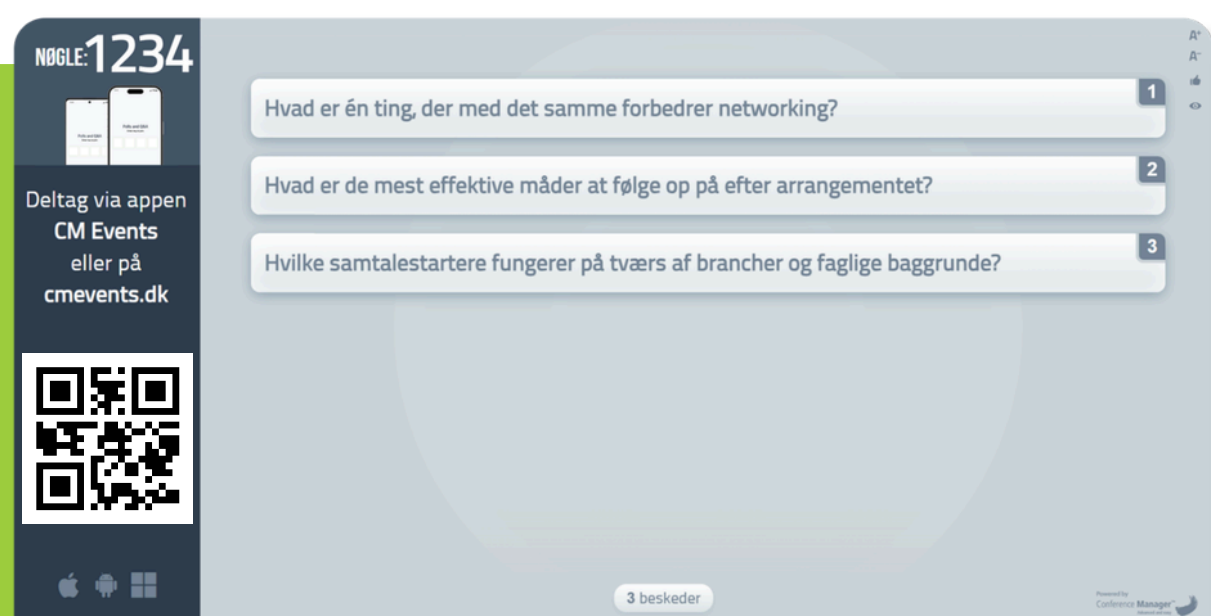 NØGLE:1234
Deltag via appen
CM Events
eller på
cmevents.dk
Hvad er én ting, der med det samme forbedrer networking?
1
Hvad er de mest effektive måder at følge op på efter arrangementet?
2
Hvilke samtalestartere fungerer på tværs af brancher og faglige baggrunde?
3
A+
A-
3 beskeder
Powered by
Conference Manager™